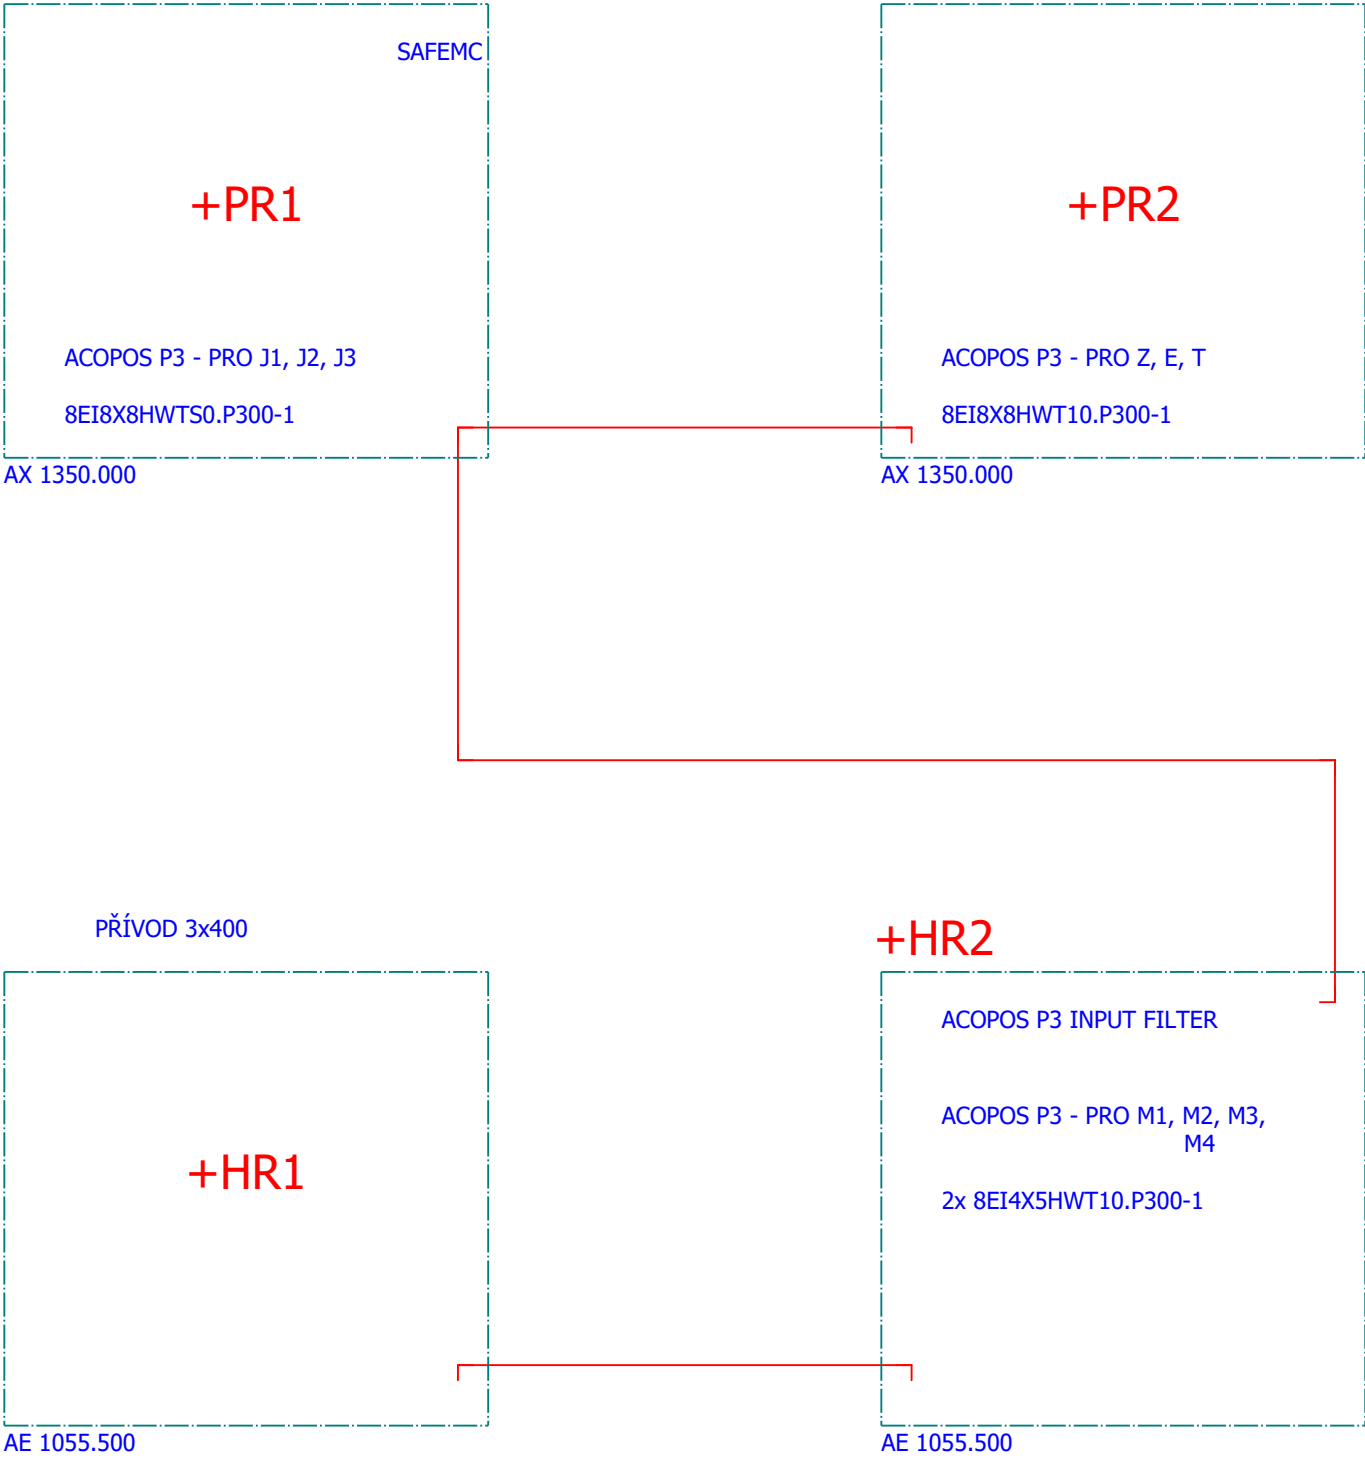 SAFEMC
+PR1
ACOPOS P3 - PRO J1, J2, J3
8EI8X8HWTS0.P300-1
AX 1350.000
+PR2
ACOPOS P3 - PRO Z, E, T
8EI8X8HWT10.P300-1
AX 1350.000
PŘÍVOD 3x400
+HR1
AE 1055.500
+HR2
ACOPOS P3 INPUT FILTER
ACOPOS P3 - PRO M1, M2, M3,
M4
2x 8EI4X5HWT10.P300-1
AE 1055.500